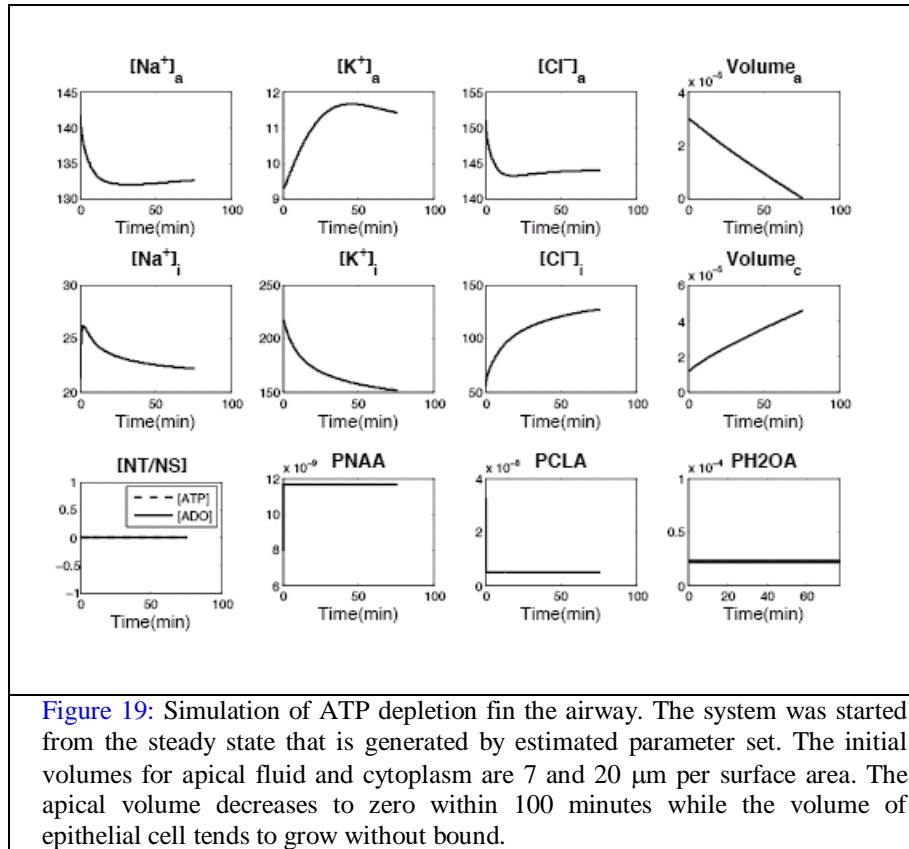 [Na⁺]ₐ [K⁺]ₐ [Cl⁻]ₐ Volumeₐ
x 10⁻⁵
145 140 135 130
12 11 10 9
155 150 145 140
4 2 0
0 50 100 0 50 100 0 50 100 0 50 100
Time(min) Time(min) Time(min) Time(min)
[Na⁺]ᵢ [K⁺]ᵢ [Cl⁻]ᵢ Volume_c
x 10⁻⁵
30 25 20
250 200 150
150 100 50
6 4 2 0
0 50 100 0 50 100 0 50 100 0 50 100
Time(min) Time(min) Time(min) Time(min)
[NT/NS] PNAA PCLA PH2OA
x 10⁻⁹ x 10⁻⁴
1 0.5 0 −0.5 −1
[ATP]
[ADO]
12 10 8 6
4 2 0
1 0.5 0
0 50 100 0 50 100 0 50 100 0 20 40 60
Time(min) Time(min) Time(min) Time(min)
Figure 19: Simulation of ATP depletion fin the airway. The system was started
from the steady state that is generated by estimated parameter set. The initial
volumes for apical fluid and cytoplasm are 7 and 20 μm per surface area. The
apical volume decreases to zero within 100 minutes while the volume of
epithelial cell tends to grow without bound.